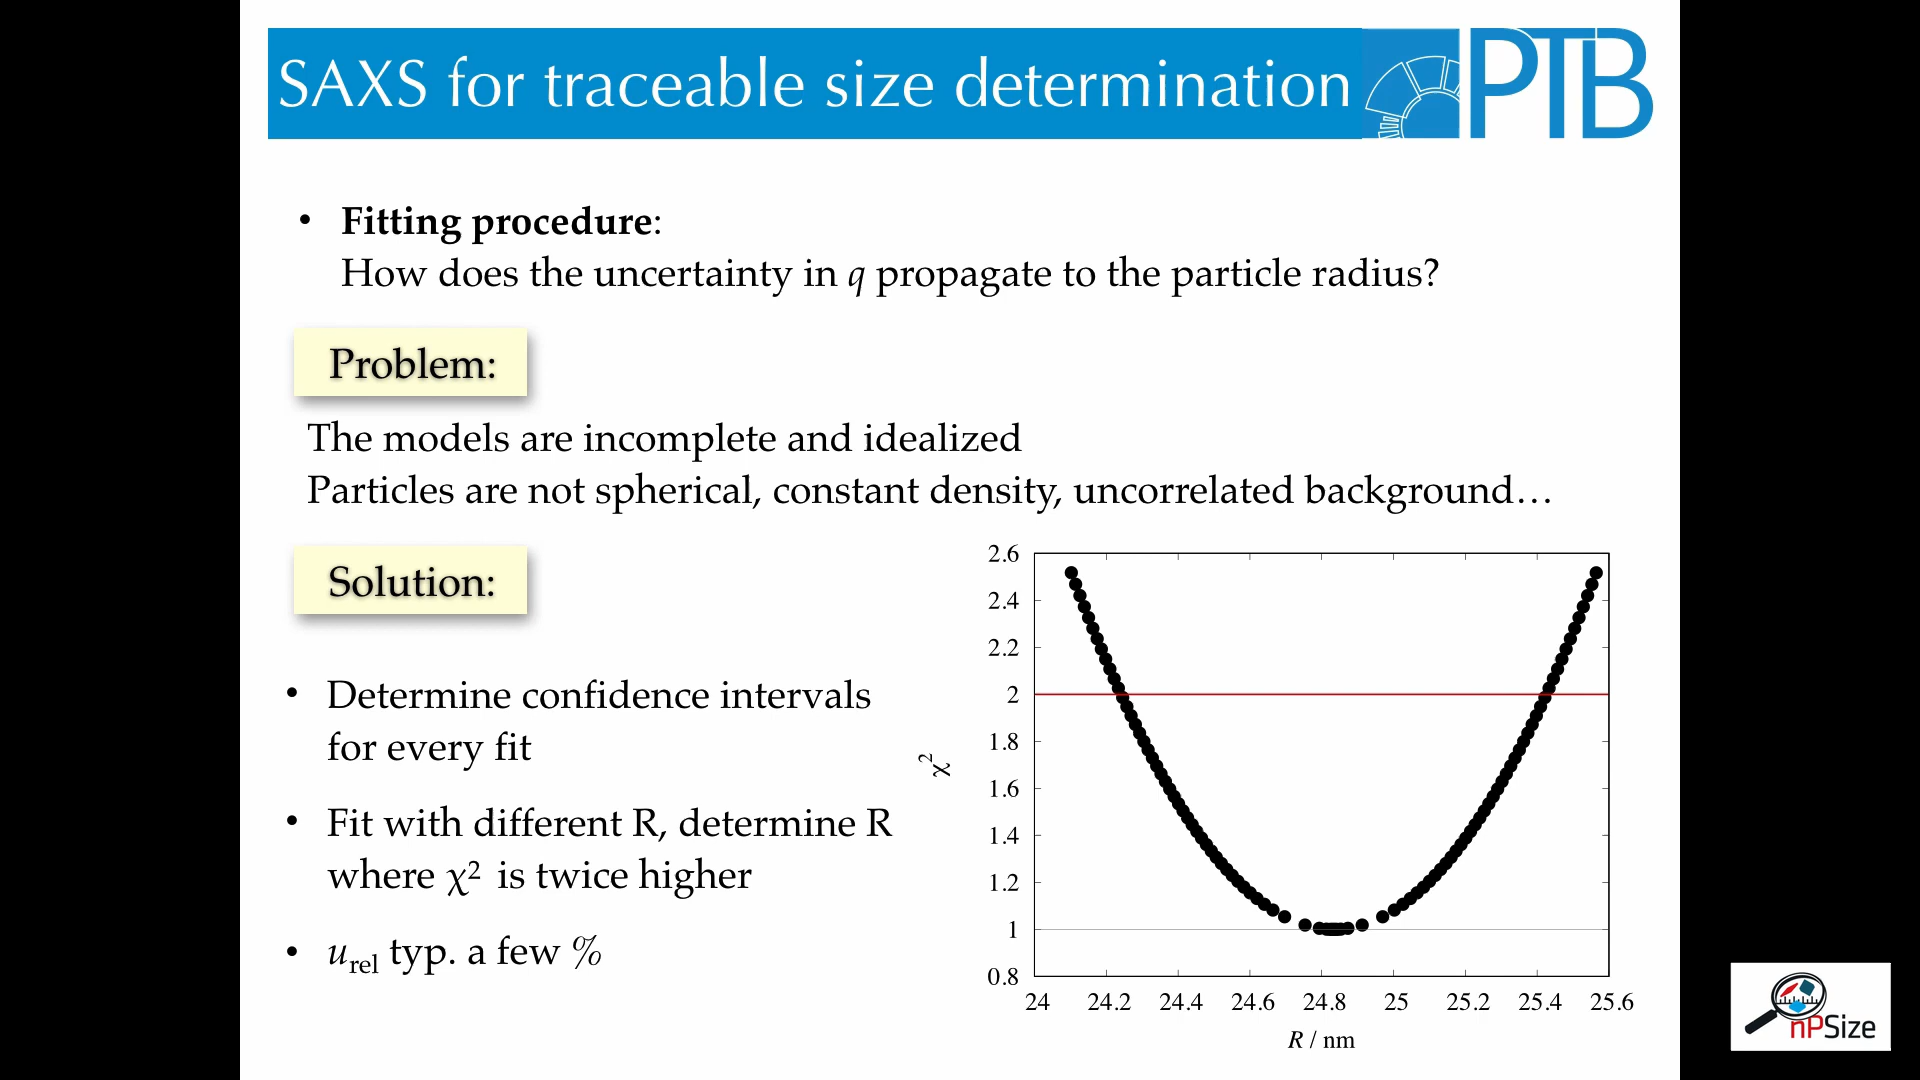 SAXS for traceable size determination
PTB
• Fitting procedure:
How does the uncertainty in q propagate to the particle radius?
Problem:
The models are incomplete and idealized
Particles are not spherical, constant density, uncorrelated background…
Solution:
• Determine confidence intervals
for every fit
• Fit with different R, determine R
where χ² is twice higher
• u_rel typ. a few %
2.6
2.4
2.2
2
1.8
1.6
1.4
1.2
1
0.8
χ²
24 24.2 24.4 24.6 24.8 25 25.2 25.4 25.6
R / nm
nPSize